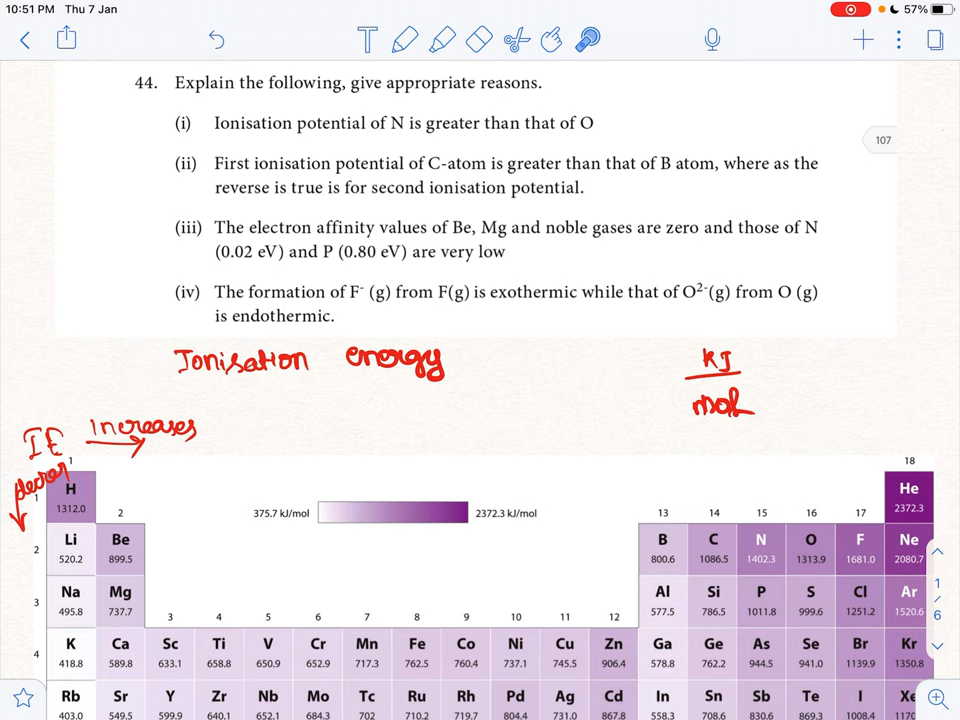 10:51 PM Thu 7 Jan
57%
44. Explain the following, give appropriate reasons.
(i) Ionisation potential of N is greater than that of O
107
(ii) First ionisation potential of C-atom is greater than that of B atom, where as the
reverse is true is for second ionisation potential.
(iii) The electron affinity values of Be, Mg and noble gases are zero and those of N
(0.02 eV) and P (0.80 eV) are very low
(iv) The formation of F⁻ (g) from F(g) is exothermic while that of O²⁻(g) from O (g)
is endothermic.
Ionisation energy
kJ
mol
IE increases
1 18
1 H He
1312.0 2372.3
2 375.7 kJ/mol 2372.3 kJ/mol 13 14 15 16 17
2 Li Be B C N O F Ne
520.2 899.5 800.6 1086.5 1402.3 1313.9 1681.0 2080.7
1
/
6
3 Na Mg Al Si P S Cl Ar
495.8 737.7 577.5 786.5 1011.8 999.6 1251.2 1520.6
3 4 5 6 7 8 9 10 11 12
4 K Ca Sc Ti V Cr Mn Fe Co Ni Cu Zn Ga Ge As Se Br Kr
418.8 589.8 633.1 658.8 650.9 652.9 717.3 762.5 760.4 737.1 745.5 906.4 578.8 762.2 944.5 941.0 1139.9 1350.8
Rb Sr Y Zr Nb Mo Tc Ru Rh Pd Ag Cd In Sn Sb Te I Xe
403.0 549.5 599.9 640.1 652.1 684.3 702 710.2 719.7 804.4 731.0 867.8 558.3 708.6 830.6 869.3 1008.4 1170